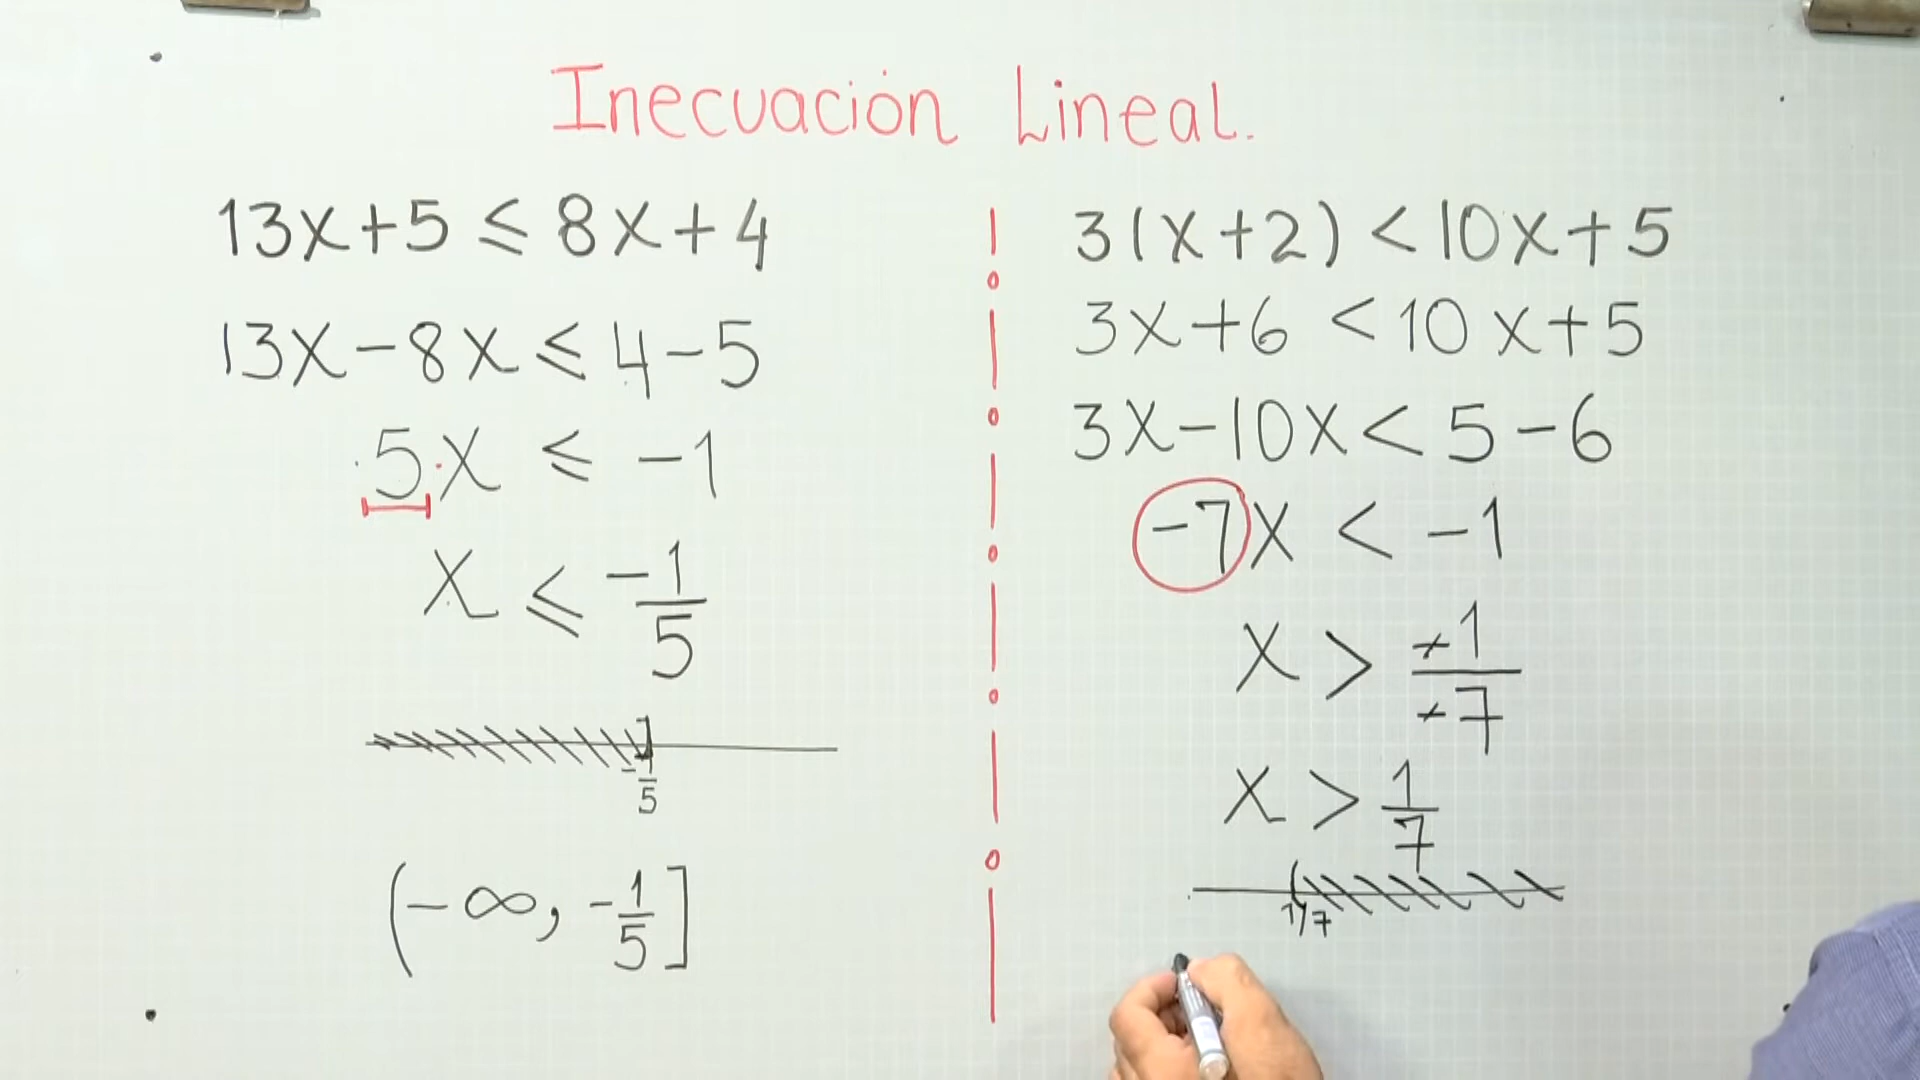 Inecuación Lineal.
13x+5 ≤ 8x+4
13x-8x ≤ 4-5
5·x ≤ -1
x ≤ -1/5
-1/5
(-∞, -1/5]
3(x+2) < 10x+5
3x+6 < 10x+5
3x-10x < 5-6
-7x < -1
x > +1/+7
x > 1/7
(
1/7